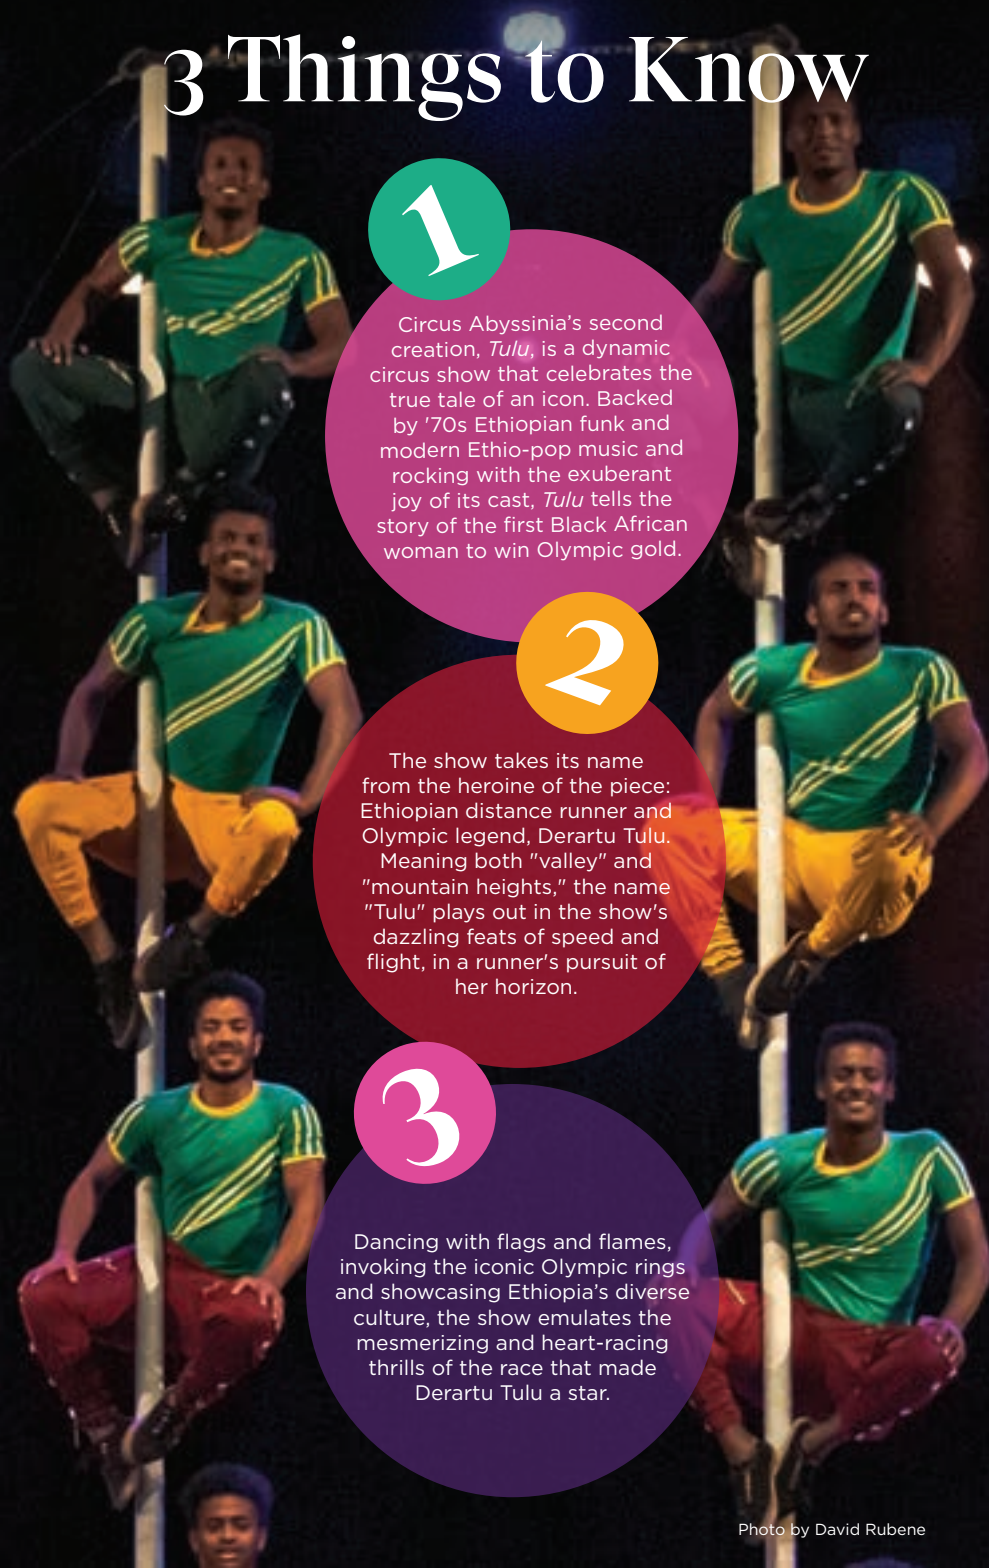 3 Things to Know
1
Circus Abyssinia’s second
creation, Tulu, is a dynamic
circus show that celebrates the
true tale of an icon. Backed
by '70s Ethiopian funk and
modern Ethio-pop music and
rocking with the exuberant
joy of its cast, Tulu tells the
story of the first Black African
woman to win Olympic gold.
2
The show takes its name
from the heroine of the piece:
Ethiopian distance runner and
Olympic legend, Derartu Tulu.
Meaning both "valley" and
"mountain heights," the name
"Tulu" plays out in the show's
dazzling feats of speed and
flight, in a runner's pursuit of
her horizon.
3
Dancing with flags and flames,
invoking the iconic Olympic rings
and showcasing Ethiopia’s diverse
culture, the show emulates the
mesmerizing and heart-racing
thrills of the race that made
Derartu Tulu a star.
Photo by David Rubene